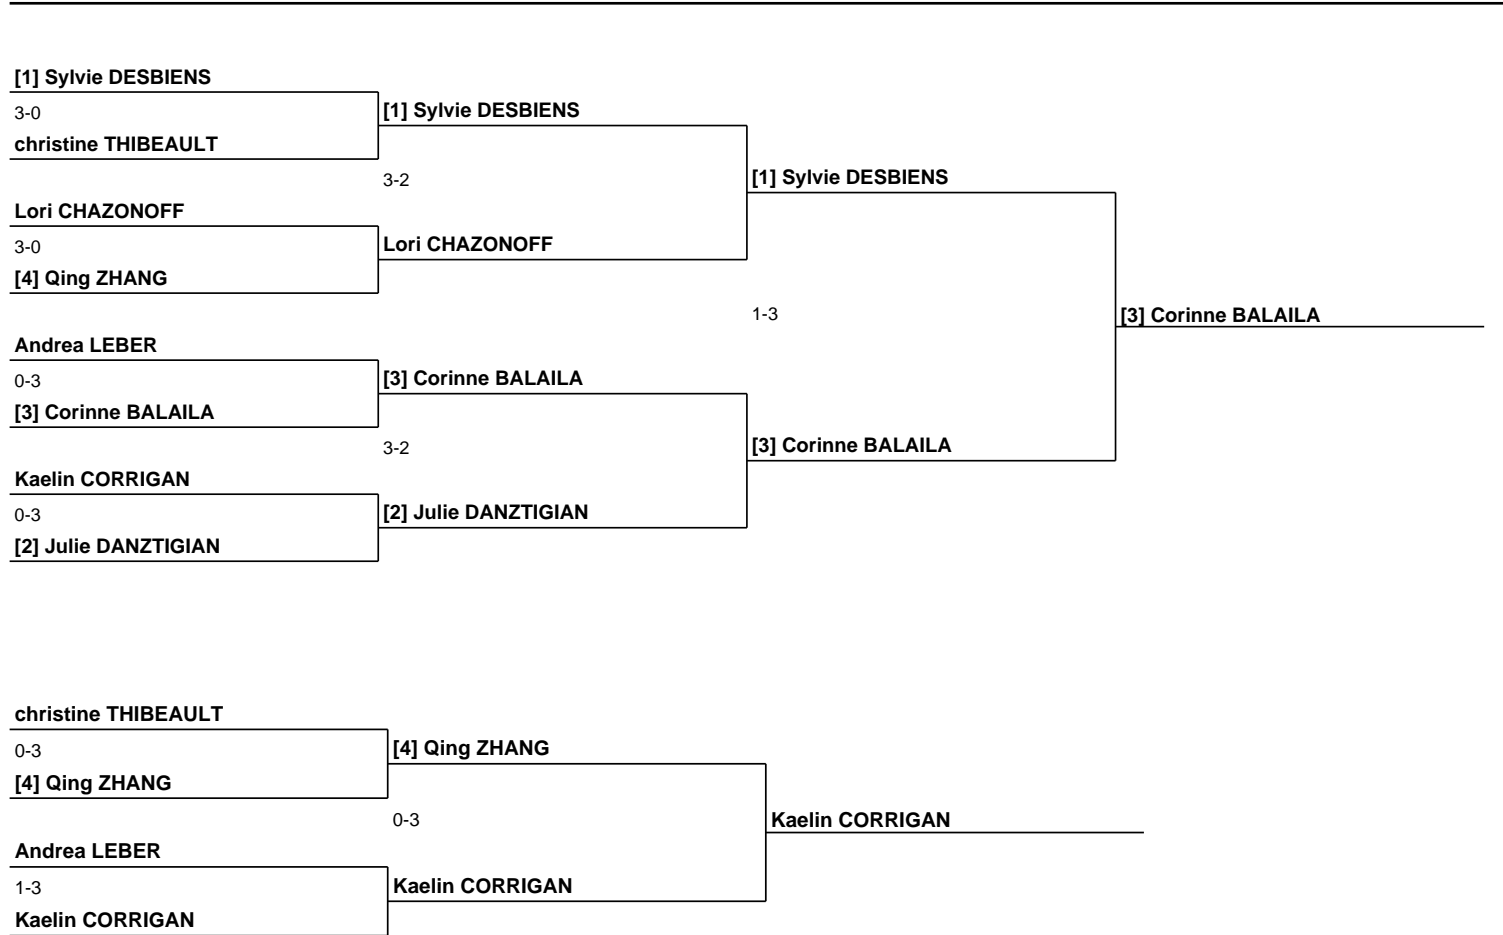 [1] Sylvie DESBIENS
3-0
[1] Sylvie DESBIENS
christine THIBEAULT
3-2
[1] Sylvie DESBIENS
Lori CHAZONOFF
3-0
Lori CHAZONOFF
[4] Qing ZHANG
1-3
[3] Corinne BALAILA
Andrea LEBER
0-3
[3] Corinne BALAILA
[3] Corinne BALAILA
3-2
[3] Corinne BALAILA
Kaelin CORRIGAN
0-3
[2] Julie DANZTIGIAN
[2] Julie DANZTIGIAN
christine THIBEAULT
0-3
[4] Qing ZHANG
[4] Qing ZHANG
0-3
Kaelin CORRIGAN
Andrea LEBER
1-3
Kaelin CORRIGAN
Kaelin CORRIGAN